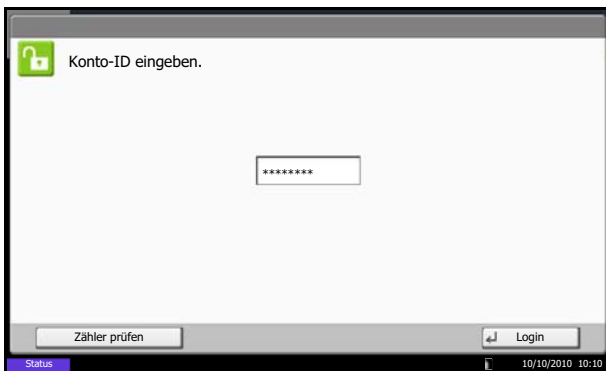 Konto-ID eingeben.
********
Zähler prüfen
Login
Status
10/10/2010 10:10